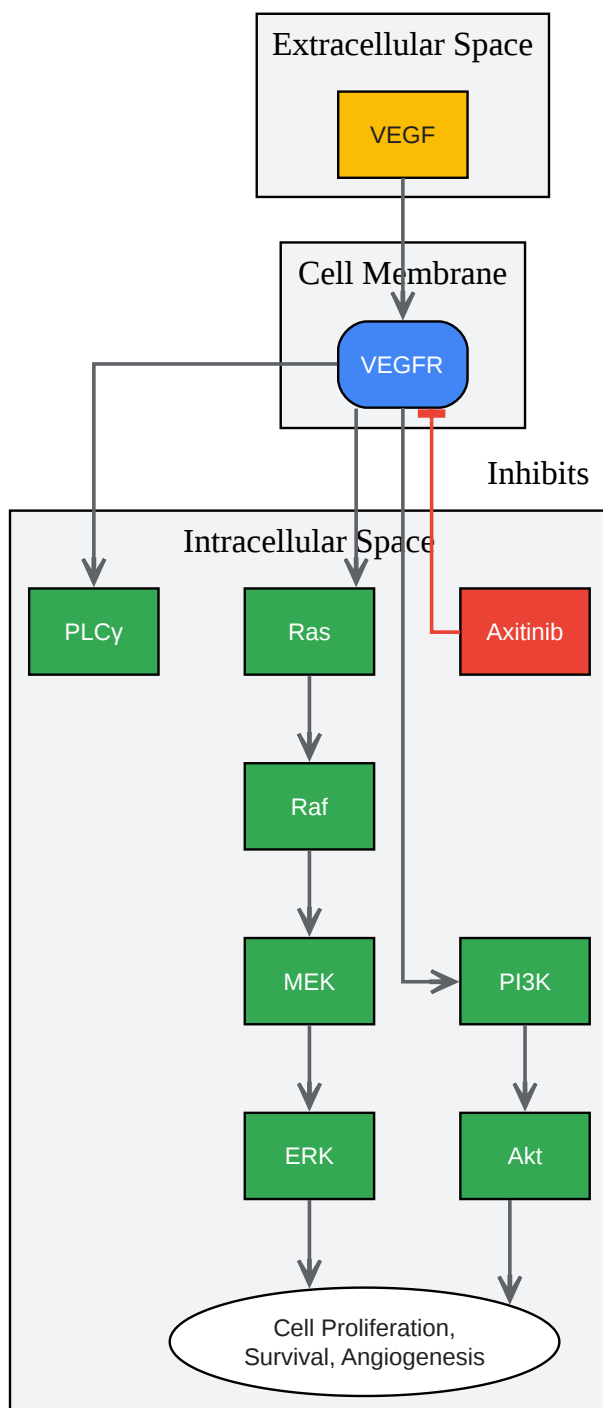 Extracellular Space
VEGF
Cell Membrane
VEGFR
Inhibits
Intracellular Space
PLCγ
Ras
Axitinib
Raf
MEK
PI3K
ERK
Akt
Cell Proliferation,
Survival, Angiogenesis